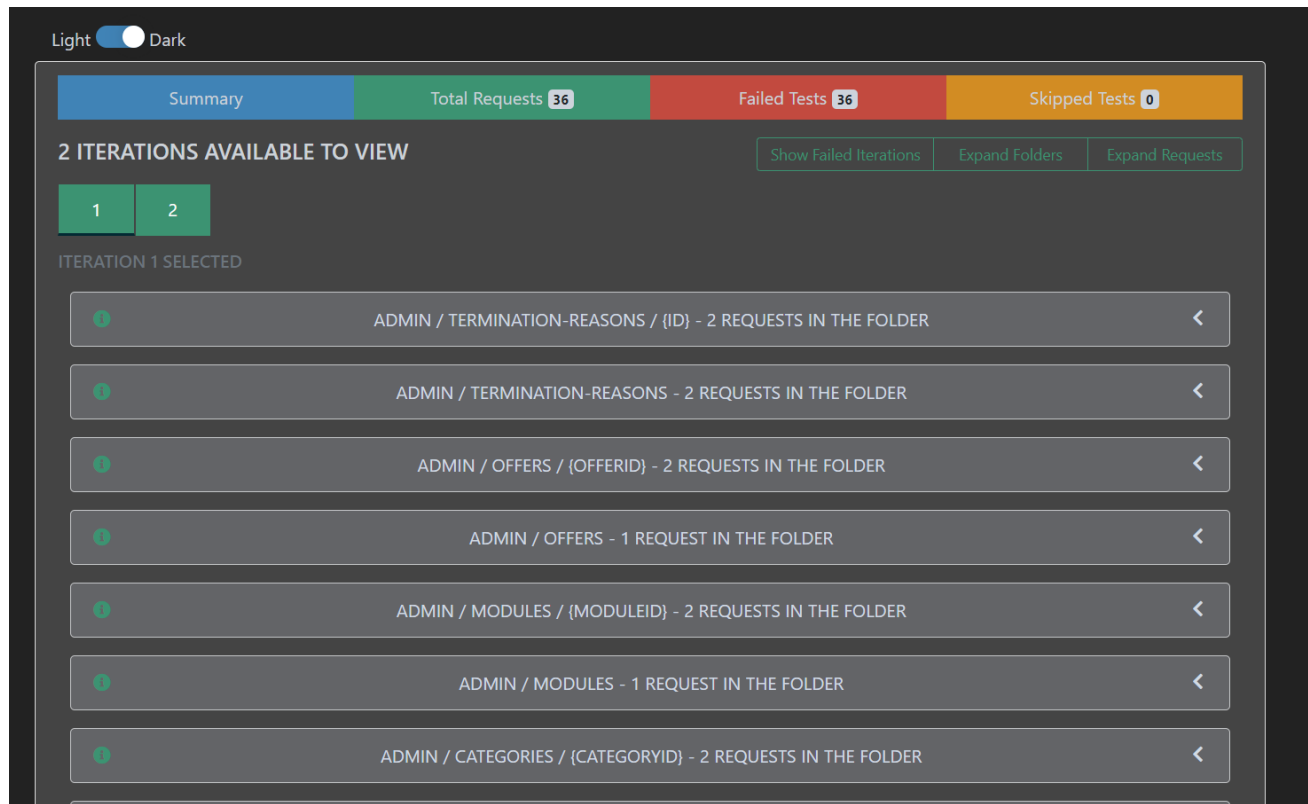 Light Dark
Summary
Total Requests 36
Failed Tests 36
Skipped Tests 0
2 ITERATIONS AVAILABLE TO VIEW
Show Failed Iterations
Expand Folders
Expand Requests
1
2
ITERATION 1 SELECTED
ADMIN / TERMINATION-REASONS / {ID} - 2 REQUESTS IN THE FOLDER
ADMIN / TERMINATION-REASONS - 2 REQUESTS IN THE FOLDER
ADMIN / OFFERS / {OFFERID} - 2 REQUESTS IN THE FOLDER
ADMIN / OFFERS - 1 REQUEST IN THE FOLDER
ADMIN / MODULES / {MODULEID} - 2 REQUESTS IN THE FOLDER
ADMIN / MODULES - 1 REQUEST IN THE FOLDER
ADMIN / CATEGORIES / {CATEGORYID} - 2 REQUESTS IN THE FOLDER